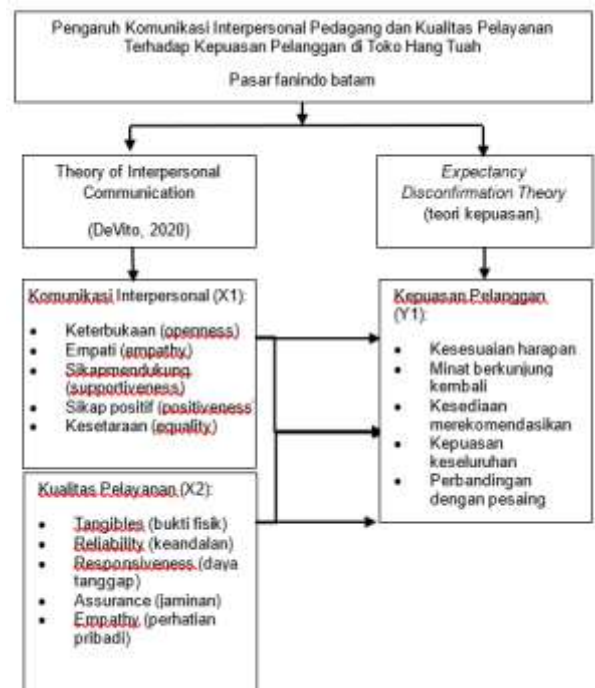 Pengaruh Komunikasi Interpersonal Pedagang dan Kualitas Pelayanan
Terhadap Kepuasan Pelanggan di Toko Hang Tuah
Pasar fanindo batam
Theory of Interpersonal
Communication
(DeVito, 2020)
Expectancy
Disconfirmation Theory
(teori kepuasan).
Komunikasi Interpersonal (X1):
• Keterbukaan (openness)
• Empati (empathy)
• Sikapmendukung
(supportiveness)
• Sikap positif (positiveness
• Kesetaraan (equality)
Kepuasan Pelanggan
(Y1):
• Kesesuaian harapan
• Minat berkunjung
kembali
• Kesediaan
merekomendasikan
• Kepuasan
keseluruhan
• Perbandingan
dengan pesaing
Kualitas Pelayanan (X2):
• Tangibles (bukti fisik)
• Reliability (keandalan)
• Responsiveness (daya
tanggap)
• Assurance (jaminan)
• Empathy (perhatian
pribadi)